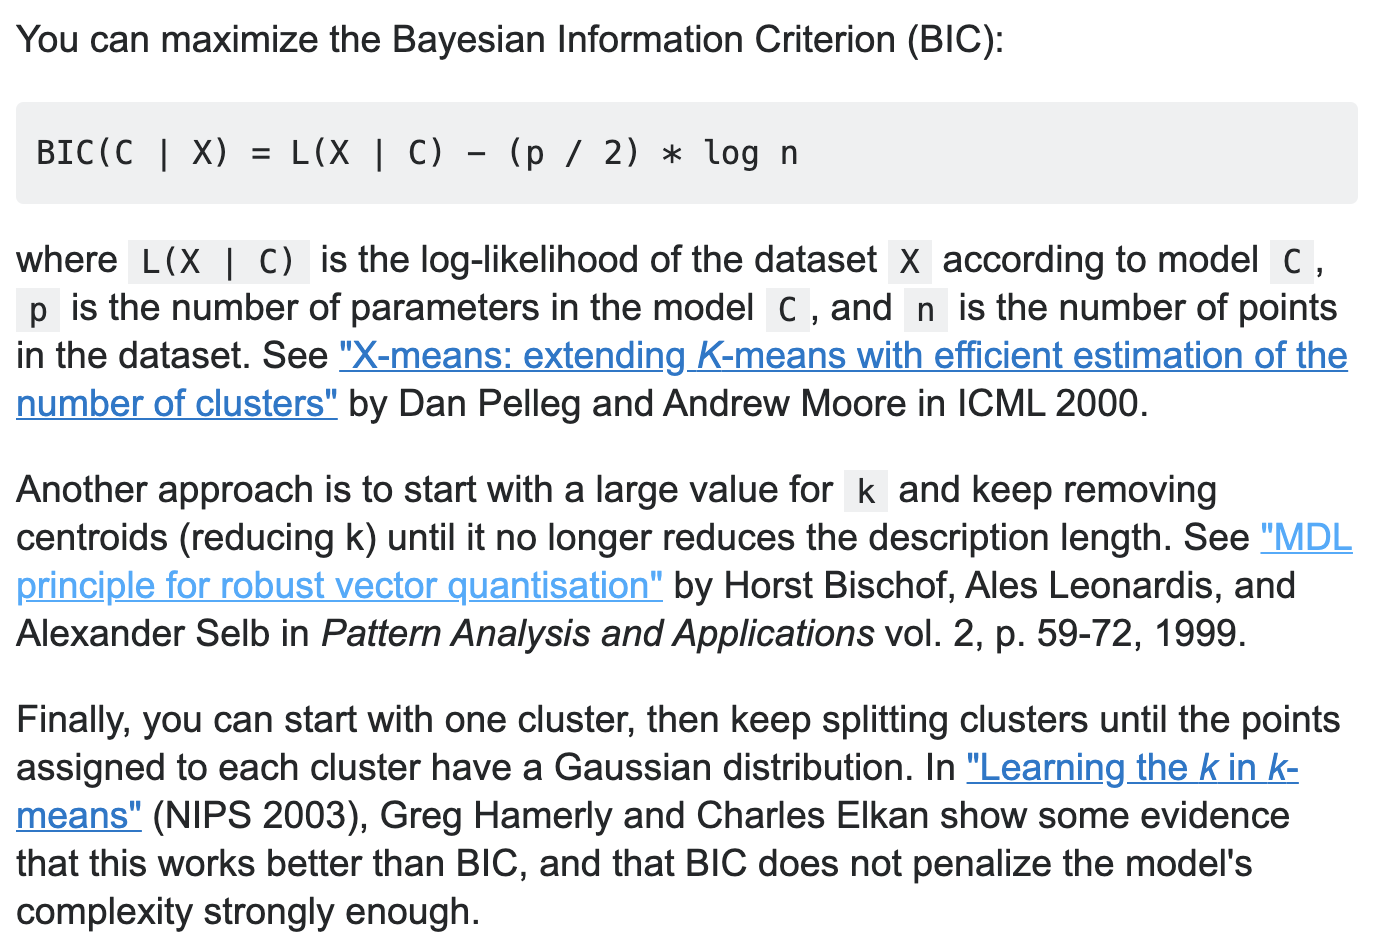 You can maximize the Bayesian Information Criterion (BIC):
BIC(C | X) = L(X | C) − (p / 2) * log n
where L(X | C) is the log-likelihood of the dataset X according to model C,
p is the number of parameters in the model C, and n is the number of points
in the dataset. See "X-means: extending K-means with efficient estimation of the
number of clusters" by Dan Pelleg and Andrew Moore in ICML 2000.
Another approach is to start with a large value for k and keep removing
centroids (reducing k) until it no longer reduces the description length. See "MDL
principle for robust vector quantisation" by Horst Bischof, Ales Leonardis, and
Alexander Selb in Pattern Analysis and Applications vol. 2, p. 59-72, 1999.
Finally, you can start with one cluster, then keep splitting clusters until the points
assigned to each cluster have a Gaussian distribution. In "Learning the k in k-
means" (NIPS 2003), Greg Hamerly and Charles Elkan show some evidence
that this works better than BIC, and that BIC does not penalize the model's
complexity strongly enough.